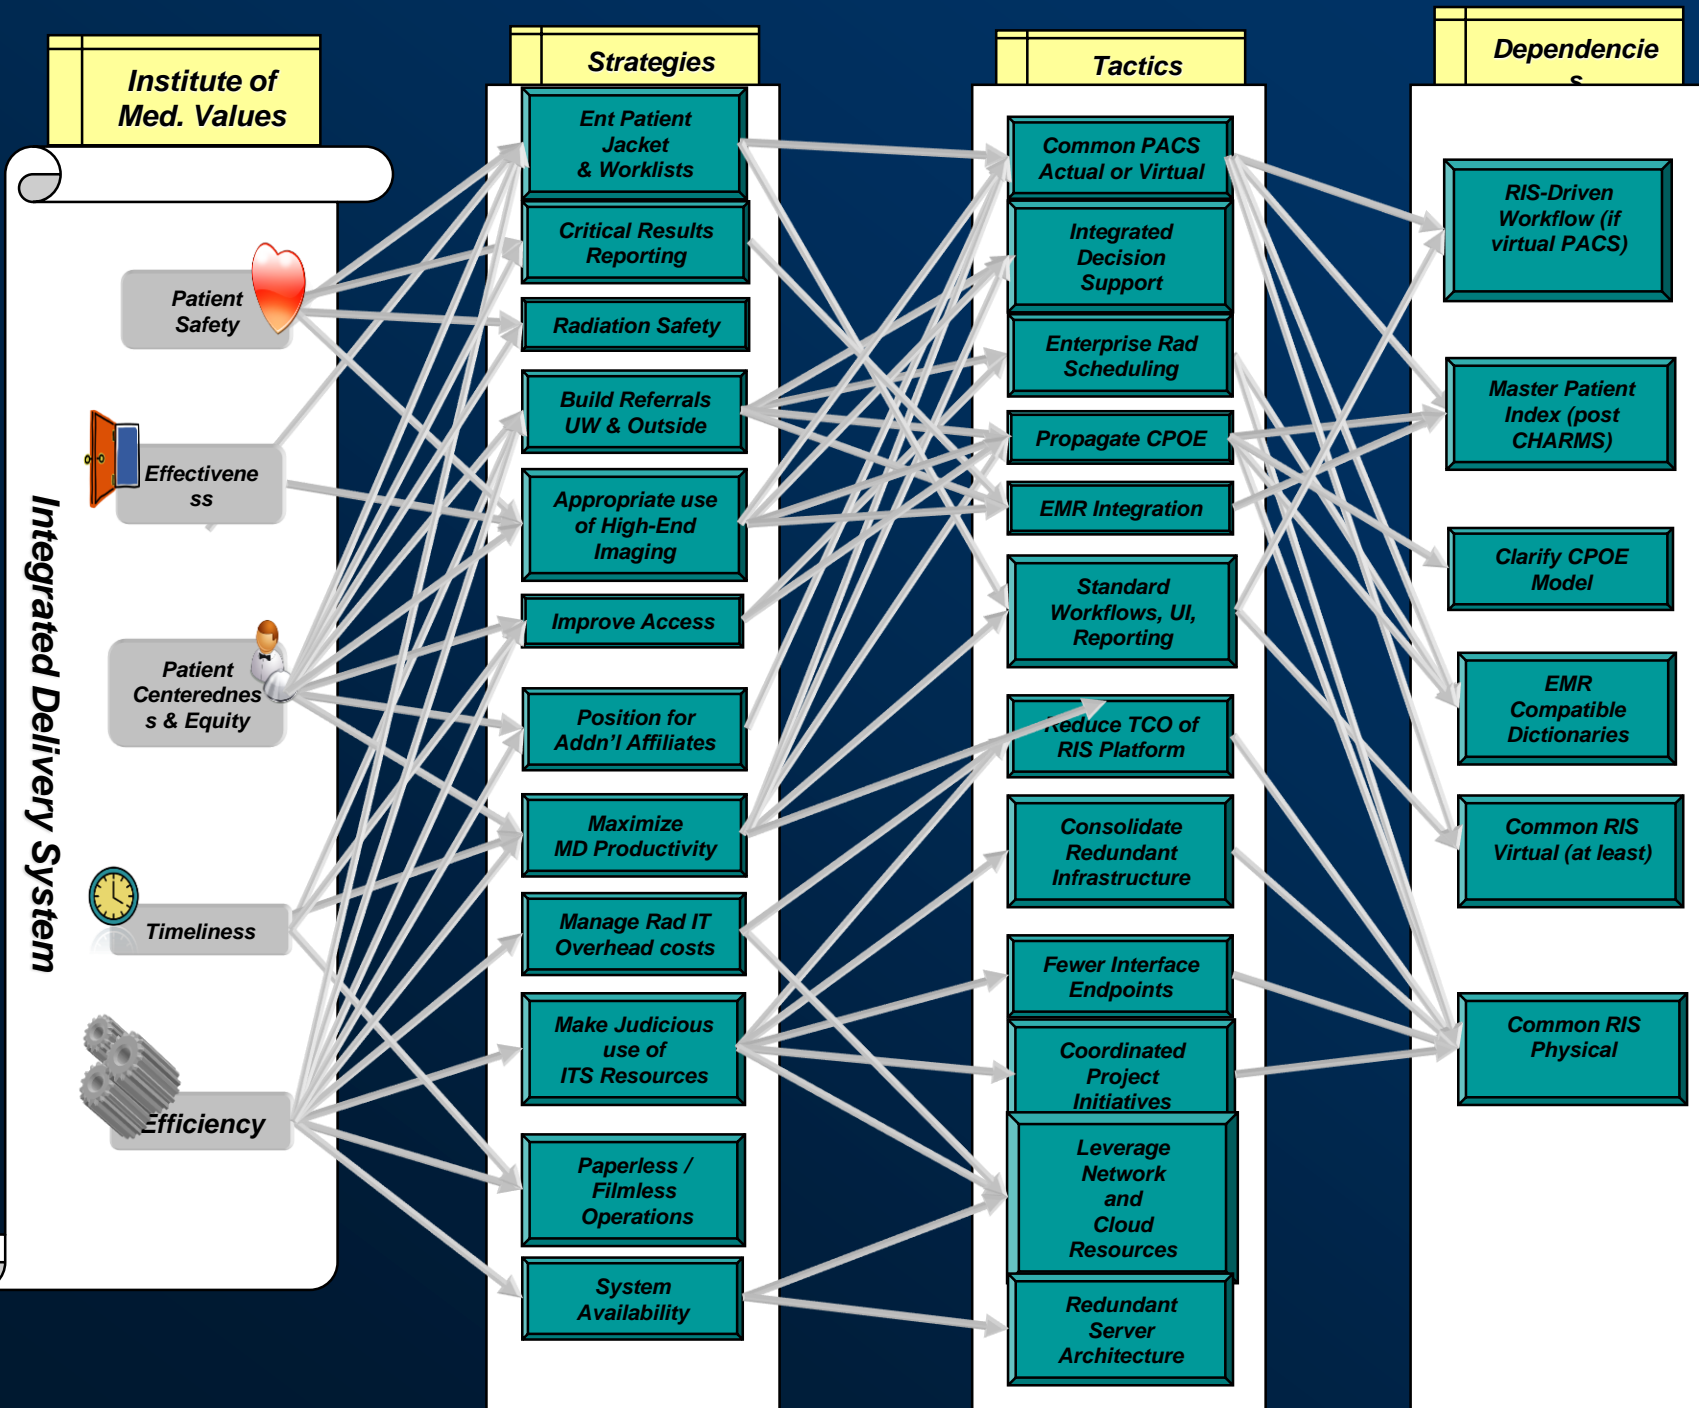 Institute of
Med. Values
Integrated Delivery System
Patient
Safety
Effectivene
ss
Patient
Centerednes
s & Equity
Timeliness
Efficiency
Strategies
Ent Patient
Jacket
& Worklists
Critical Results
Reporting
Radiation Safety
Build Referrals
UW & Outside
Appropriate use
of High-End
Imaging
Improve Access
Position for
Addn'l Affiliates
Maximize
MD Productivity
Manage Rad IT
Overhead costs
Make Judicious
use of
ITS Resources
Paperless /
Filmless
Operations
System
Availability
Tactics
Common PACS
Actual or Virtual
Integrated
Decision
Support
Enterprise Rad
Scheduling
Propagate CPOE
EMR Integration
Standard
Workflows, UI,
Reporting
Reduce TCO of
RIS Platform
Consolidate
Redundant
Infrastructure
Fewer Interface
Endpoints
Coordinated
Project
Initiatives
Leverage
Network
and
Cloud
Resources
Redundant
Server
Architecture
Dependencie
s
RIS-Driven
Workflow (if
virtual PACS)
Master Patient
Index (post
CHARMS)
Clarify CPOE
Model
EMR
Compatible
Dictionaries
Common RIS
Virtual (at least)
Common RIS
Physical